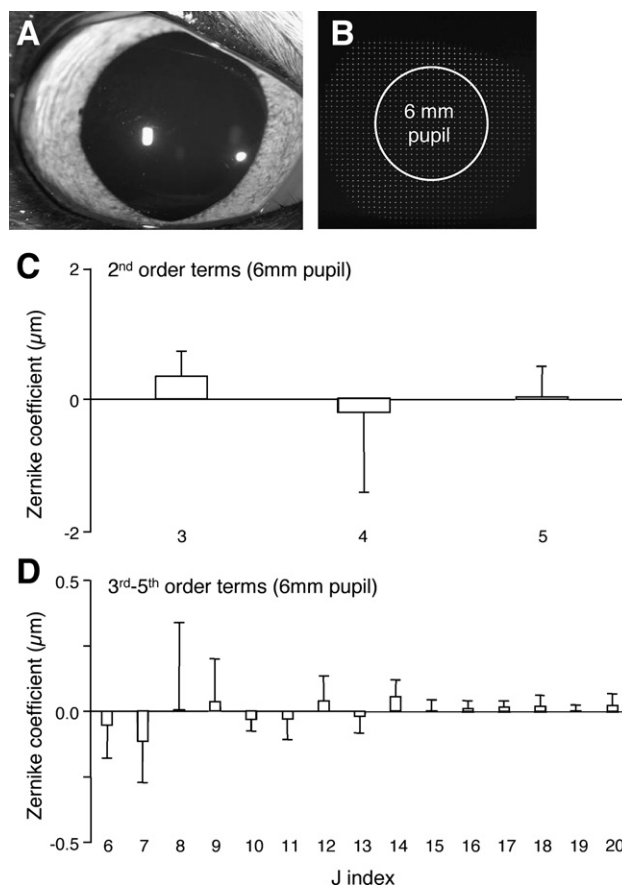 A
B
6 mm
pupil
C
2nd order terms (6mm pupil)
Zernike coefficient (µm)
2
0
-2
3 4 5
D
3rd-5th order terms (6mm pupil)
Zernike coefficient (µm)
0.5
0.0
-0.5
6 7 8 9 10 11 12 13 14 15 16 17 18 19 20
J index